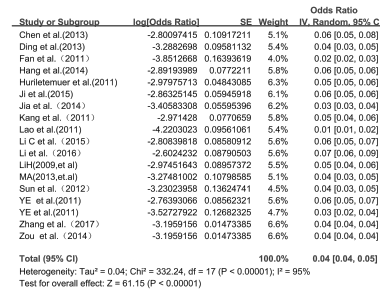 Odds Ratio
Study or Subgroup log[Odds Ratio] SE Weight IV, Random, 95% C
Chen et al.(2013) -2.80097415 0.10917211 5.1% 0.06 [0.05, 0.08]
Ding et al.(2013) -3.2882698 0.09581132 5.4% 0.04 [0.03, 0.05]
Fan et al.（2011） -3.8512668 0.16393619 4.0% 0.02 [0.02, 0.03]
Hang et al.(2014) -2.89193989 0.0772211 5.8% 0.06 [0.05, 0.06]
Huriletemuer et al.(2011) -2.97975713 0.04843085 6.3% 0.05 [0.05, 0.06]
Ji et al.(2015) -2.86325145 0.05945918 6.1% 0.06 [0.05, 0.06]
Jia et al.（2014） -3.40583308 0.05595396 6.2% 0.03 [0.03, 0.04]
Kang et al.（2011） -2.971428 0.0770659 5.8% 0.05 [0.04, 0.06]
Lao et al.(2011) -4.2203023 0.09561061 5.4% 0.01 [0.01, 0.02]
Li C et al.（2015） -2.80839818 0.08580912 5.6% 0.06 [0.05, 0.07]
Li et al.（2016） -2.6024232 0.08790503 5.6% 0.07 [0.06, 0.09]
LiH(2009,et al) -2.97451643 0.08957372 5.5% 0.05 [0.04, 0.06]
MA(2013,et al) -3.27481002 0.10798585 5.1% 0.04 [0.03, 0.05]
Sun et al.（2012） -3.23023958 0.13624741 4.5% 0.04 [0.03, 0.05]
YE et al.(2011) -2.76393066 0.08562321 5.6% 0.06 [0.05, 0.07]
YE et al.(2011) -3.52727922 0.12682325 4.7% 0.03 [0.02, 0.04]
Zhang et al.（2017） -3.1959156 0.01473385 6.6% 0.04 [0.04, 0.04]
Zou et al.（2014） -3.1959156 0.01473385 6.6% 0.04 [0.04, 0.04]
Total (95% CI) 100.0% 0.04 [0.04, 0.05]
Heterogeneity: Tau² = 0.04; Chi² = 332.24, df = 17 (P < 0.00001); I² = 95%
Test for overall effect: Z = 61.15 (P < 0.00001)